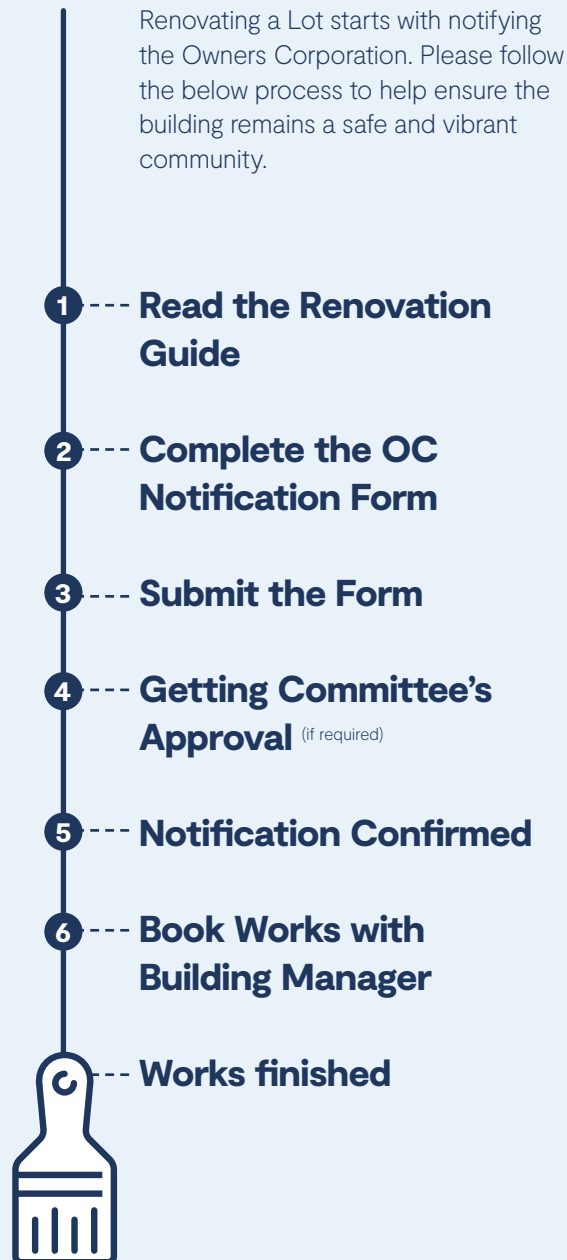 Renovating a Lot starts with notifying
the Owners Corporation. Please follow
the below process to help ensure the
building remains a safe and vibrant
community.
1 Read the Renovation
Guide
2 Complete the OC
Notification Form
3 Submit the Form
4 Getting Committee’s
Approval (if required)
5 Notification Confirmed
6 Book Works with
Building Manager
Works finished